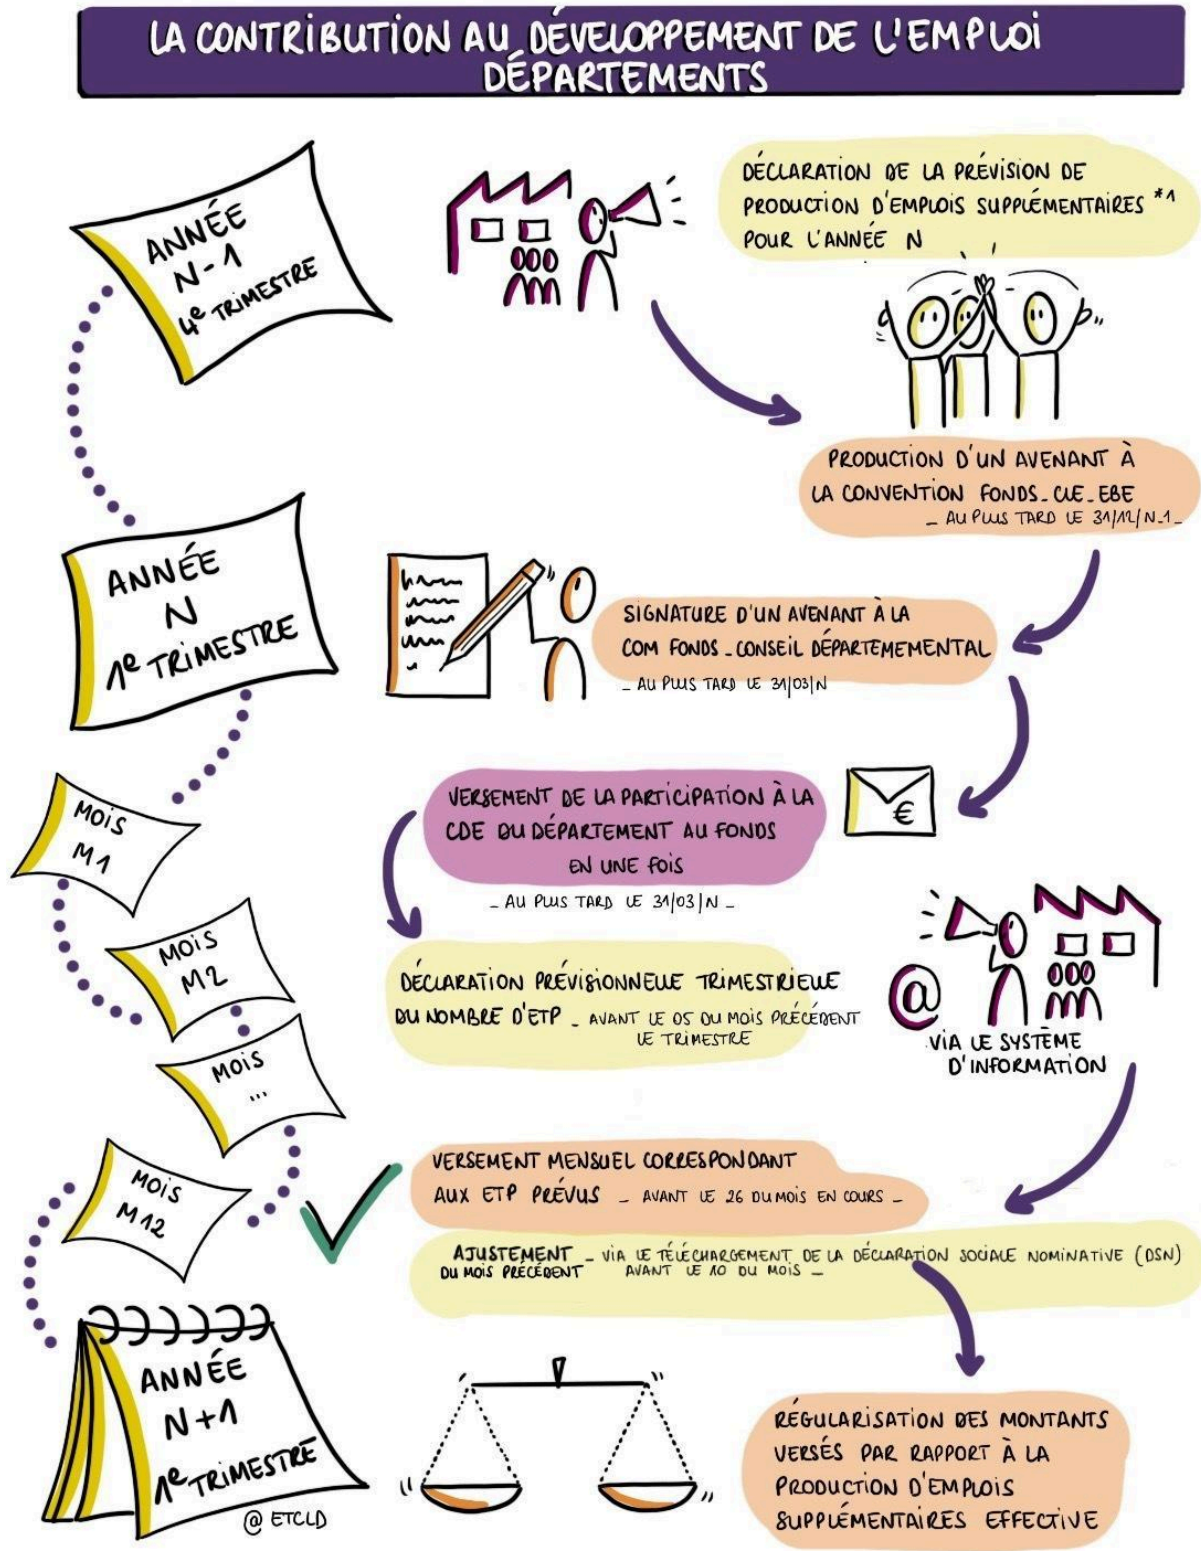 LA CONTRIBUTION AU DÉVELOPPEMENT DE L'EMPLOI
DÉPARTEMENTS
ANNÉE
N-1
4e TRIMESTRE
DÉCLARATION DE LA PRÉVISION DE
PRODUCTION D'EMPLOIS SUPPLÉMENTAIRES *1
POUR L'ANNÉE N
PRODUCTION D'UN AVENANT À
LA CONVENTION FONDS_CLE_EBE
_ AU PLUS TARD LE 31/12/N_1_
ANNÉE
N
1e TRIMESTRE
SIGNATURE D'UN AVENANT À LA
COM FONDS_CONSEIL DÉPARTEMEMENTAL
_ AU PLUS TARD LE 31/03/N
MOIS
M1
VERSEMENT DE LA PARTICIPATION À LA
CDE DU DÉPARTEMENT AU FONDS
EN UNE FOIS
_ AU PLUS TARD LE 31/03/N _
€
MOIS
M2
DÉCLARATION PRÉVISIONNELLE TRIMESTRIELLE
DU NOMBRE D'ETP _ AVANT LE 05 DU MOIS PRÉCÉDENT
LE TRIMESTRE
@
VIA LE SYSTÈME
D'INFORMATION
MOIS
...
MOIS
M12
VERSEMENT MENSUEL CORRESPONDANT
AUX ETP PRÉVUS _ AVANT LE 26 DU MOIS EN COURS _
AJUSTEMENT _ VIA LE TÉLÉCHARGEMENT DE LA DÉCLARATION SOCIALE NOMINATIVE (DSN)
DU MOIS PRÉCÉDENT AVANT LE 10 DU MOIS _
ANNÉE
N+1
1e TRIMESTRE
@ ETCLD
RÉGULARISATION DES MONTANTS
VERSÉS PAR RAPPORT À LA
PRODUCTION D'EMPLOIS
SUPPLÉMENTAIRES EFFECTIVE